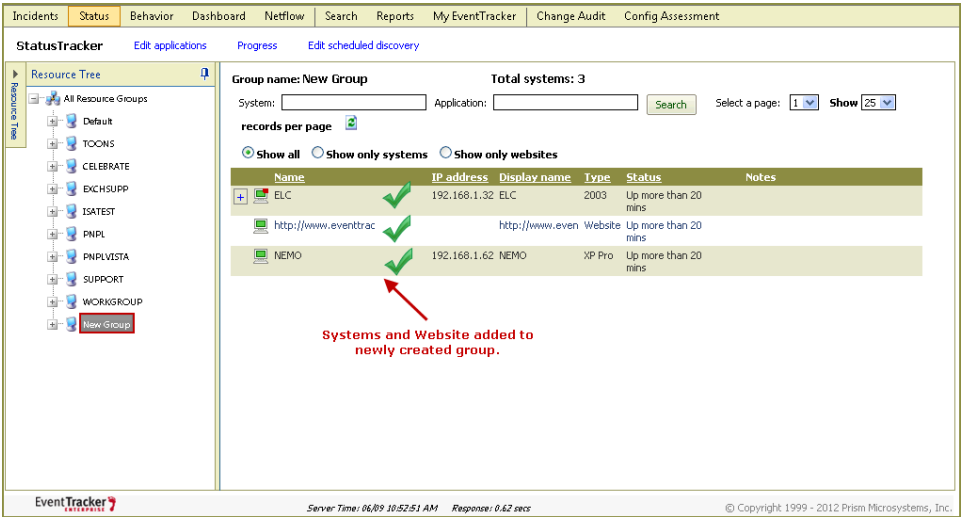 Incidents Status Behavior Dashboard Netflow Search Reports My EventTracker Change Audit Config Assessment
StatusTracker Edit applications Progress Edit scheduled discovery
Resource Tree
Resource Tree
All Resource Groups
Default
TOONS
CELEBRATE
EXCHSUPP
ISATEST
PNPL
PNPLVISTA
SUPPORT
WORKGROUP
New Group
Group name: New Group Total systems: 3
System: Application: Search Select a page: 1 Show 25
records per page
Show all Show only systems Show only websites
Name IP address Display name Type Status Notes
ELC 192.168.1.32 ELC 2003 Up more than 20
mins
http://www.eventtrac http://www.even Website Up more than 20
mins
NEMO 192.168.1.62 NEMO XP Pro Up more than 20
mins
Systems and Website added to
newly created group.
EventTracker
ENTERPRISE
Server Time: 06/09 10:52:51 AM Response: 0.62 secs
© Copyright 1999 - 2012 Prism Microsystems, Inc.